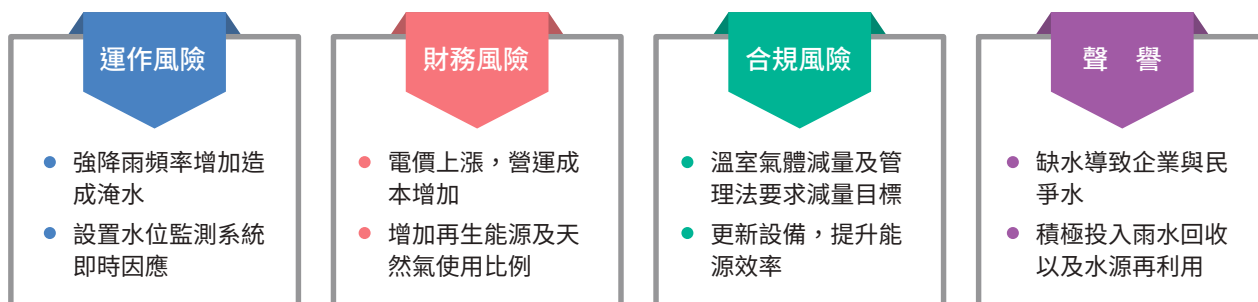 運作風險
強降雨頻率增加造
成淹水
設置水位監測系統
即時因應
財務風險
電價上漲，營運成
本增加
增加再生能源及天
然氣使用比例
合規風險
溫室氣體減量及管
理法要求減量目標
更新設備，提升能
源效率
聲　譽
缺水導致企業與民
爭水
積極投入雨水回收
以及水源再利用